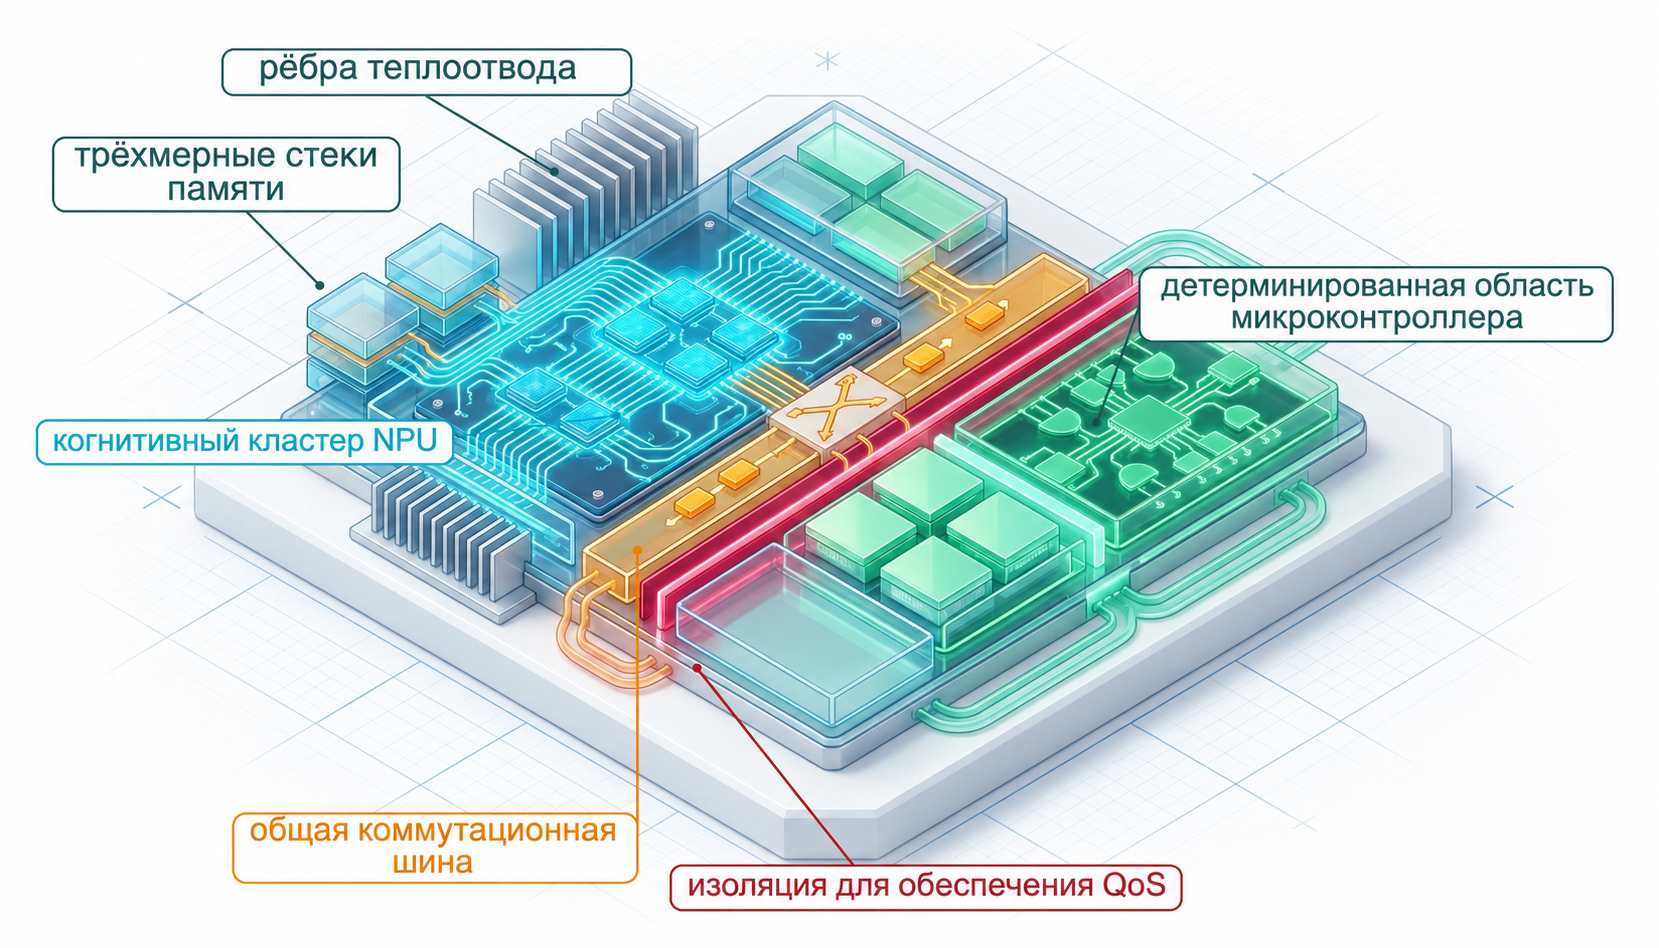 рёбра теплоотвода
трёхмерные стеки
памяти
детерминированная область
микроконтроллера
когнитивный кластер NPU
общая коммутационная
шина
изоляция для обеспечения QoS